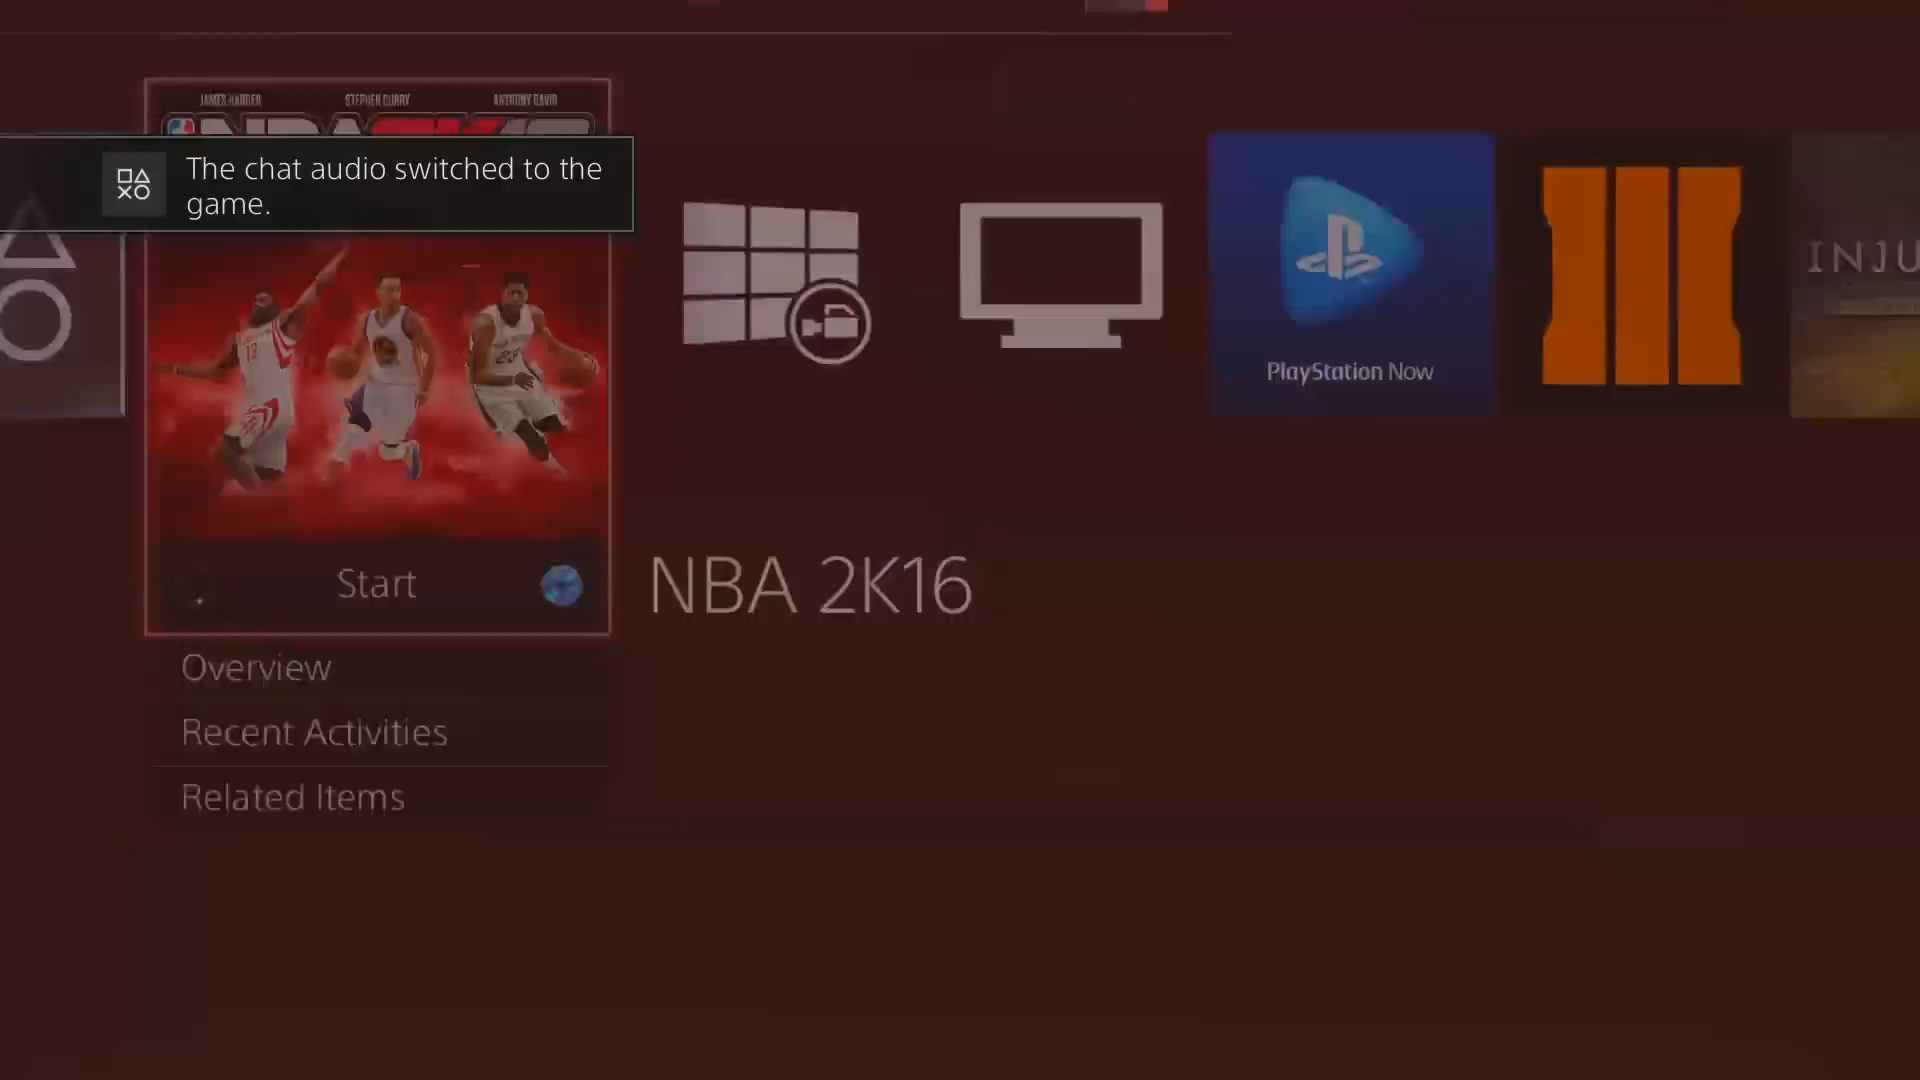 JAMES HARDEN STEPHEN CURRY ANTHONY DAVIS
The chat audio switched to the
game.
PlayStation Now
INJU
Start
NBA 2K16
Overview
Recent Activities
Related Items